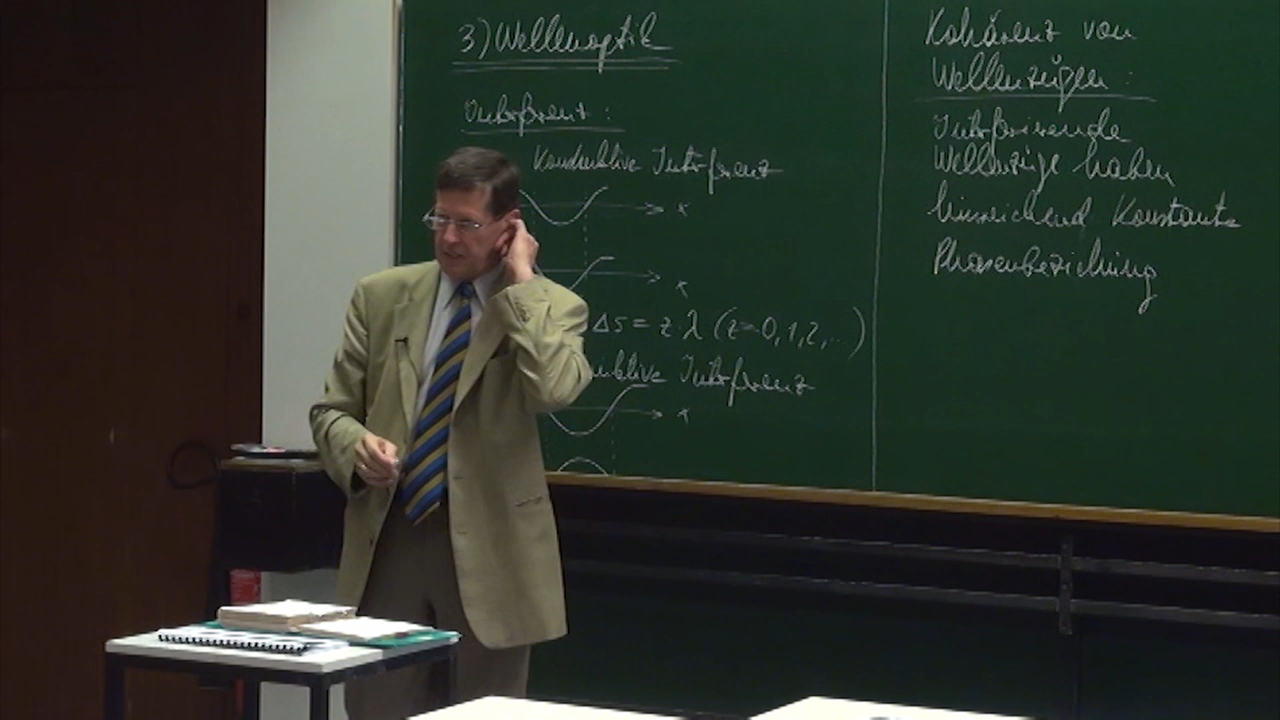 3) Wellenoptik
Interferenz:
Konstruktive Interferenz
x
x
Δs = z·λ (z=0,1,2,...)
uktive Interferenz
x
Kohärenz von
Wellenzügen:
Interferierende
Wellenzüge haben
hinreichend konstante
Phasenbeziehung